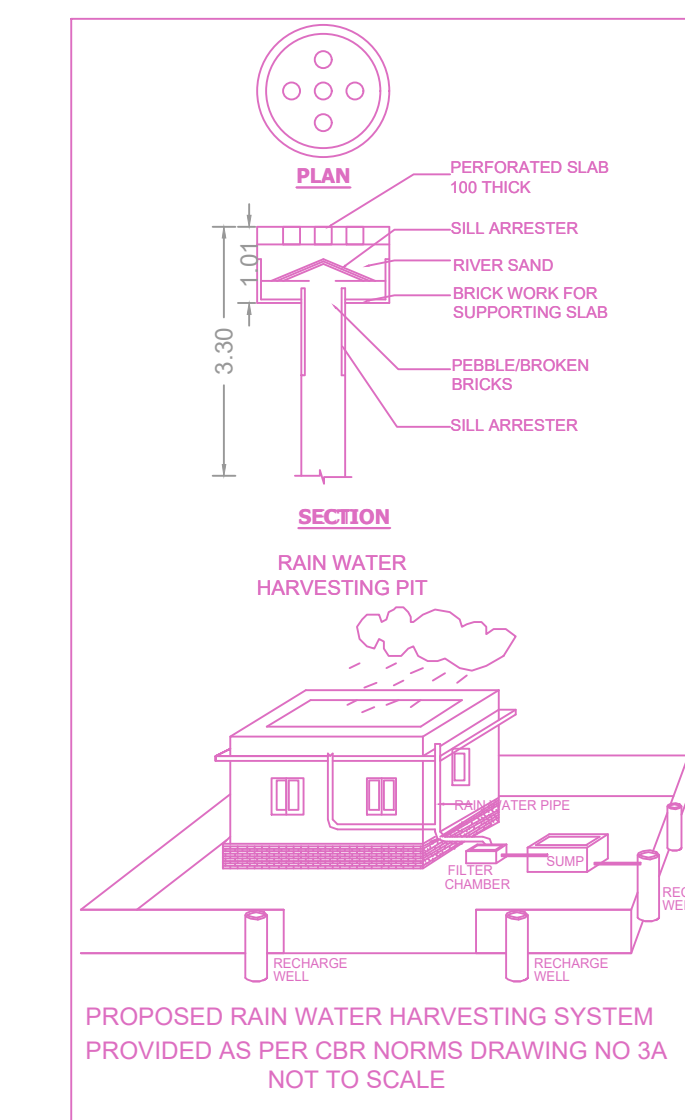 PLAN
PERFORATED SLAB
100 THICK
SILL ARRESTER
RIVER SAND
BRICK WORK FOR
SUPPORTING SLAB
PEBBLE/BROKEN
BRICKS
SILL ARRESTER
1.01
3.30
SECTION
RAIN WATER
HARVESTING PIT
RAIN WATER PIPE
FILTER
CHAMBER
SUMP
RECHARGE
WELL
RECHARGE
WELL
PROPOSED RAIN WATER HARVESTING SYSTEM
PROVIDED AS PER CBR NORMS DRAWING NO 3A
NOT TO SCALE